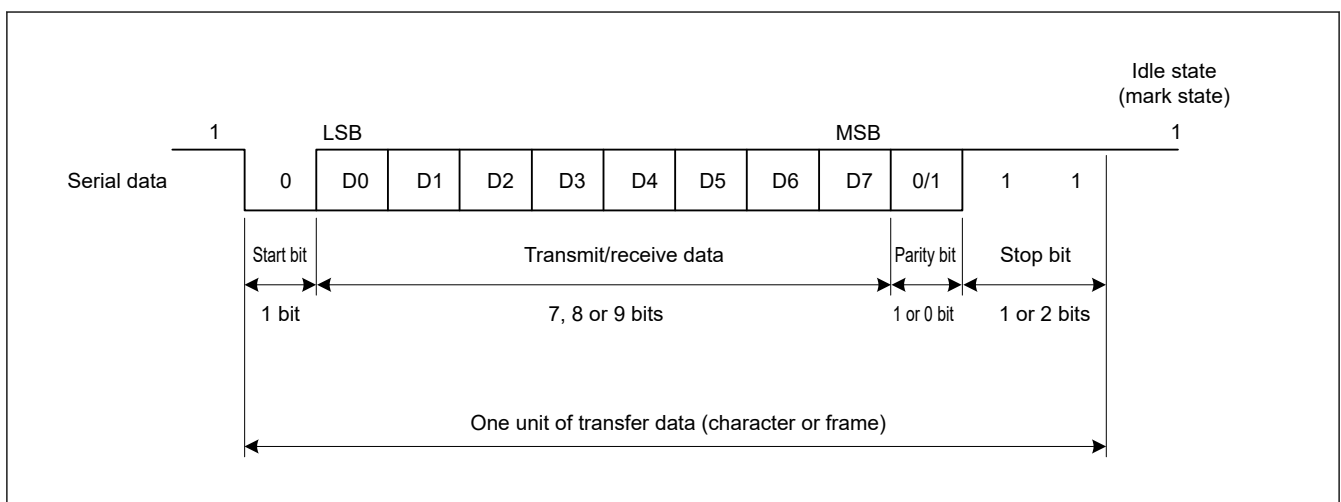 Idle state
(mark state)
1 LSB MSB 1
Serial data 0 D0 D1 D2 D3 D4 D5 D6 D7 0/1 1 1
Start bit Transmit/receive data Parity bit Stop bit
1 bit 7, 8 or 9 bits 1 or 0 bit 1 or 2 bits
One unit of transfer data (character or frame)